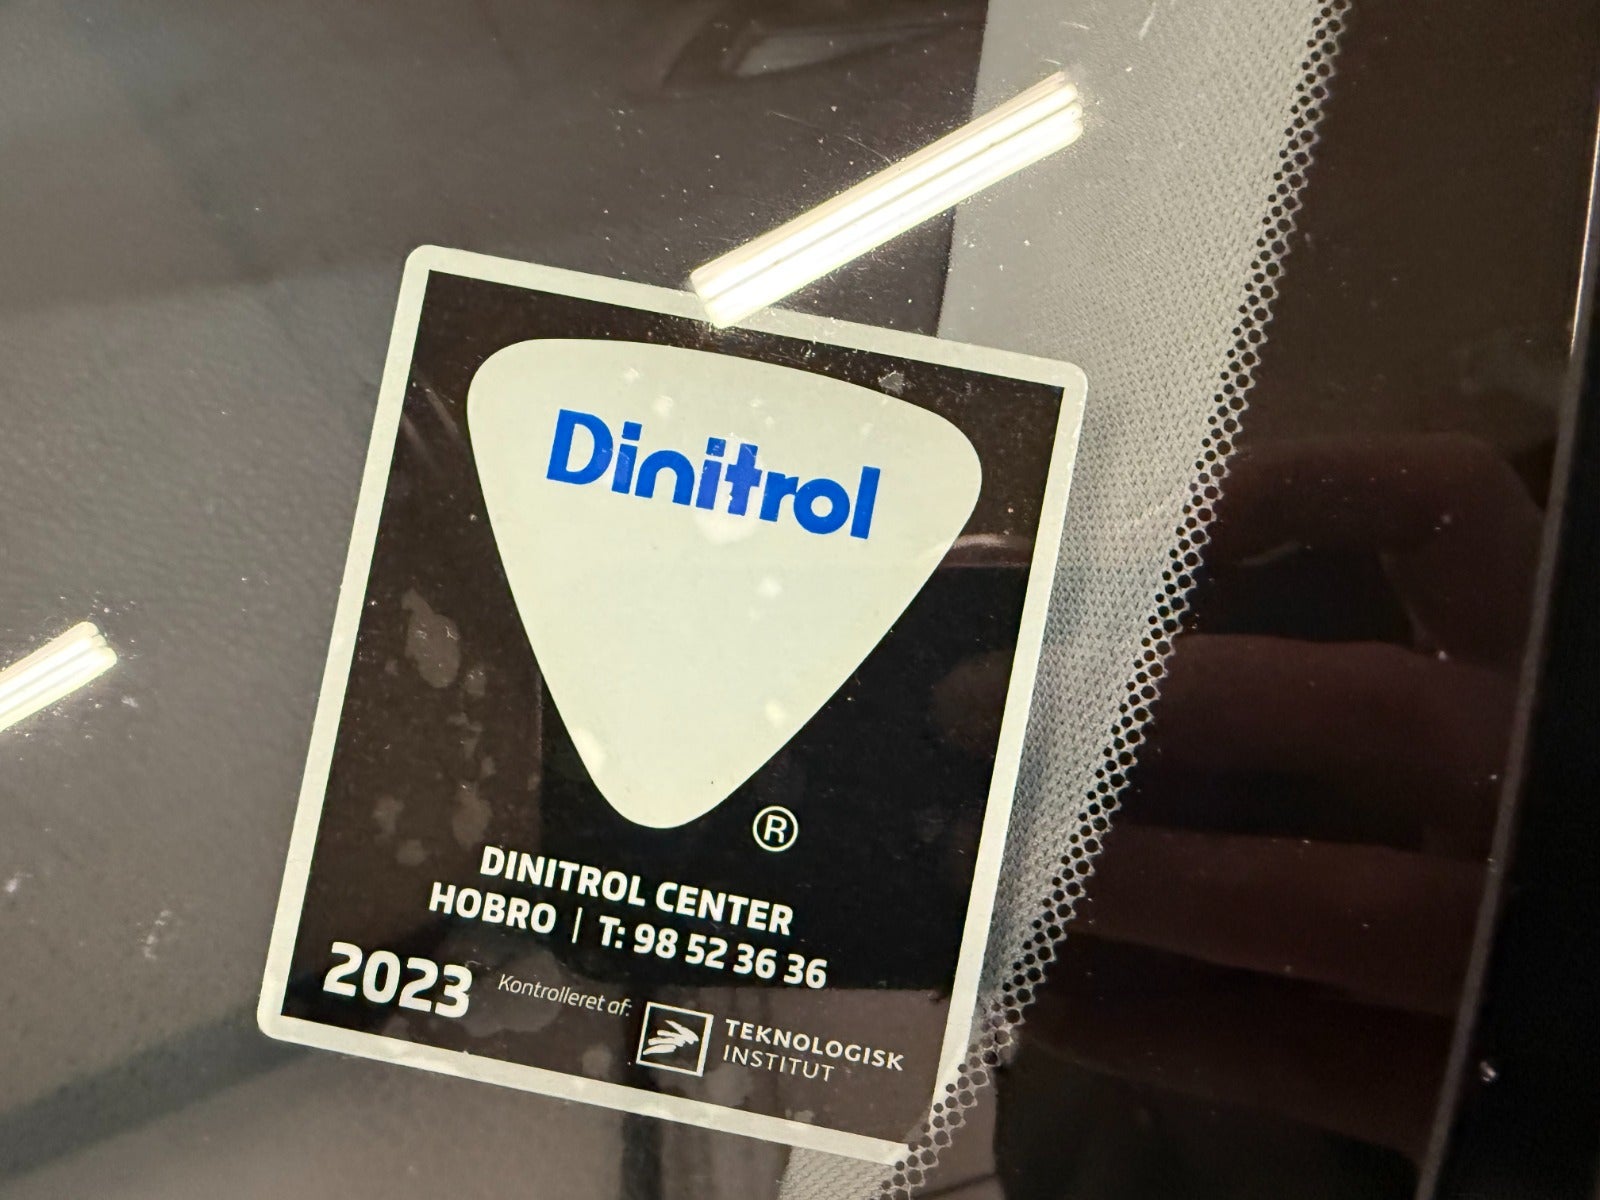 Dinitrol
®
DINITROL CENTER
HOBRO | T: 98 52 36 36
2023 Kontrolleret af: TEKNOLOGISK
INSTITUT